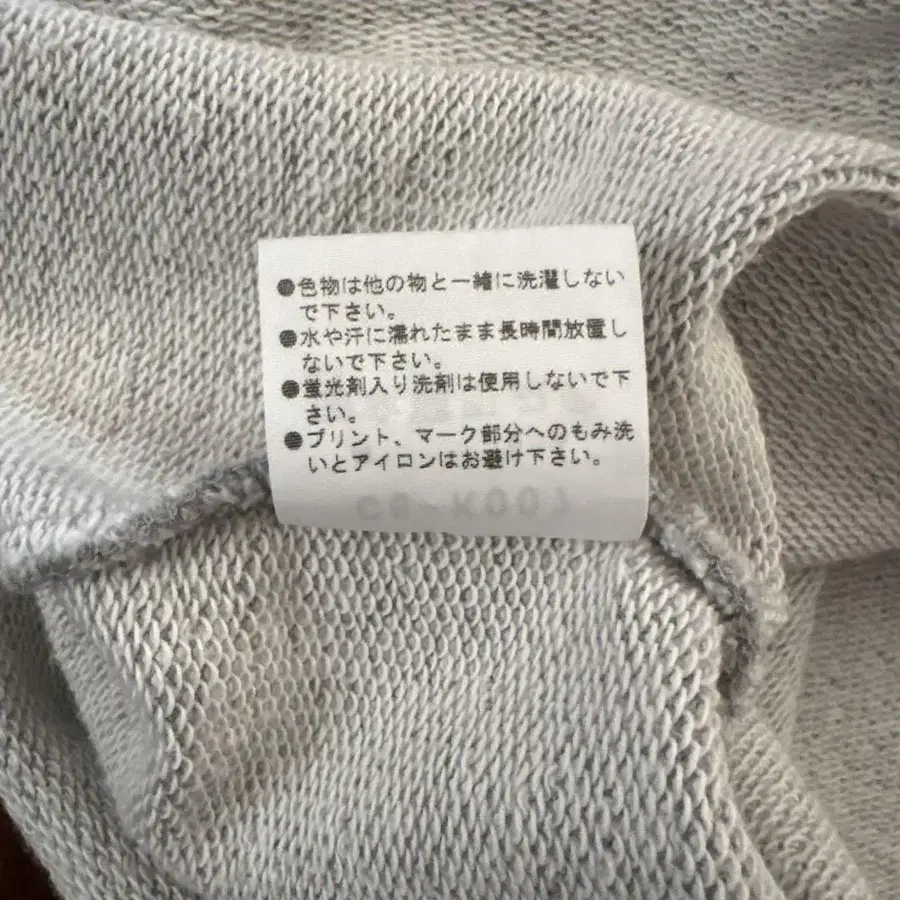 ●色物は他の物と一緒に洗濯しない
で下さい。
●水や汗に濡れたまま長時間放置し
ないで下さい。
●蛍光剤入り洗剤は使用しないで下
さい。
●プリント、マーク部分へのもみ洗
いとアイロンはお避け下さい。